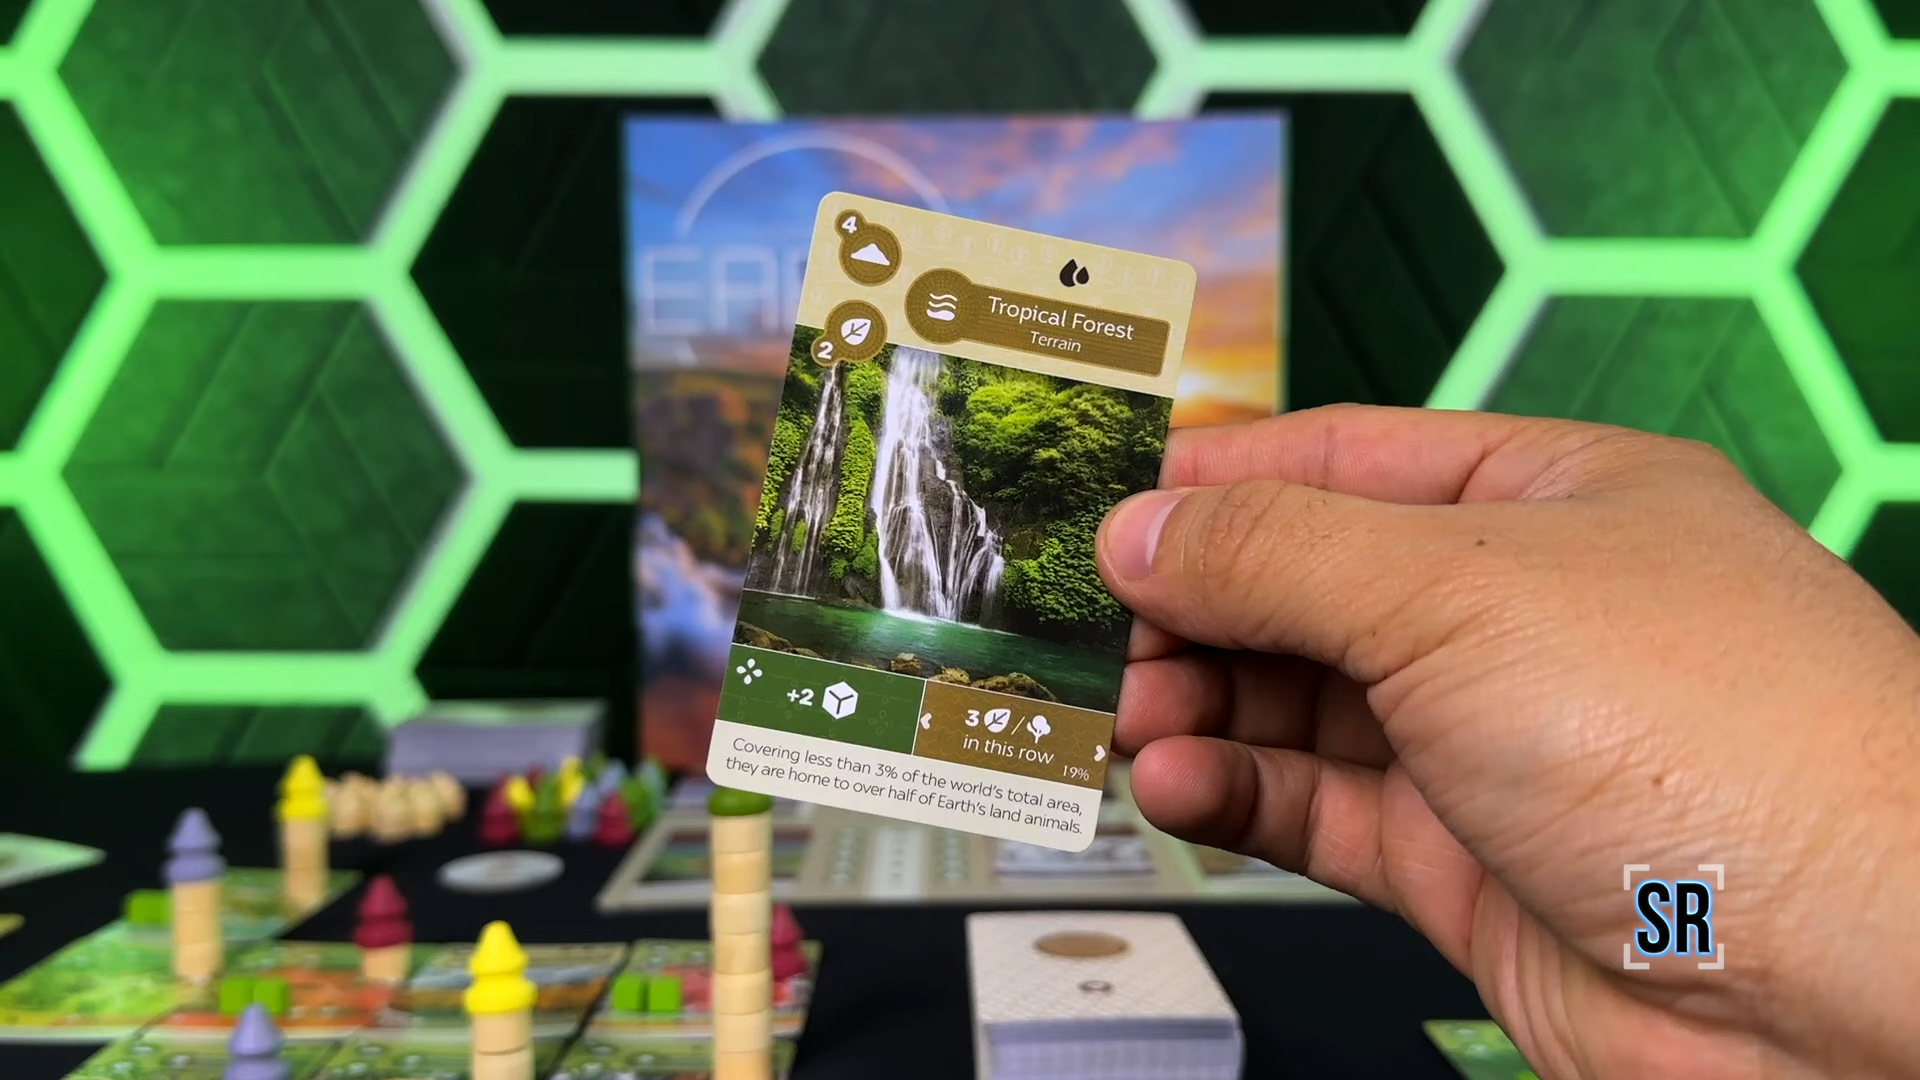 EAR
4
Tropical Forest
Terrain
2
+2
3 /
in this row
19%
Covering less than 3% of the world's total area,
they are home to over half of Earth's land animals.
SR